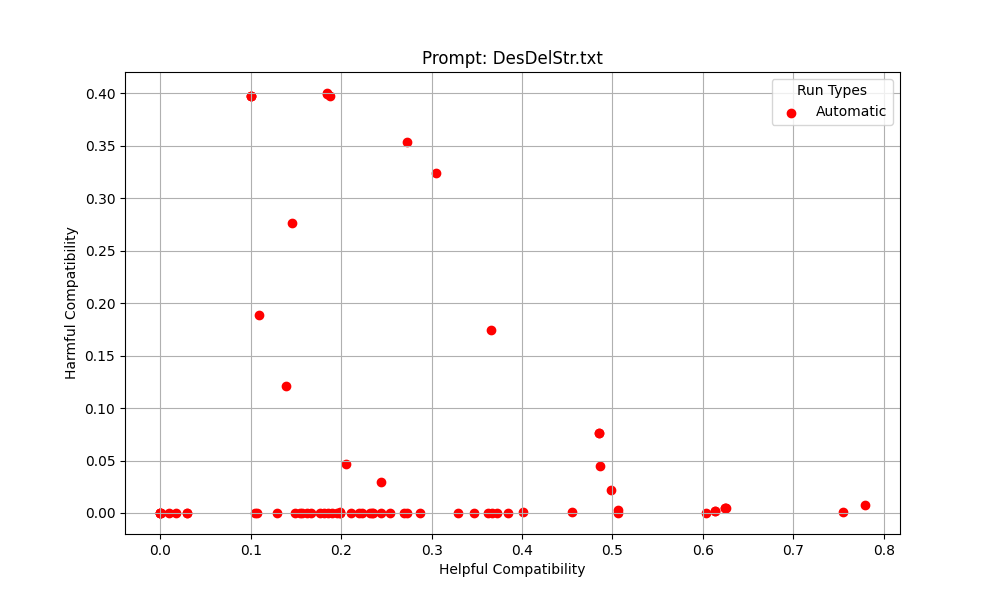 Prompt: DesDelStr.txt
Run Types
Automatic
0.40
0.35
0.30
0.25
0.20
0.15
0.10
0.05
0.00
Harmful Compatibility
0.0 0.1 0.2 0.3 0.4 0.5 0.6 0.7 0.8
Helpful Compatibility